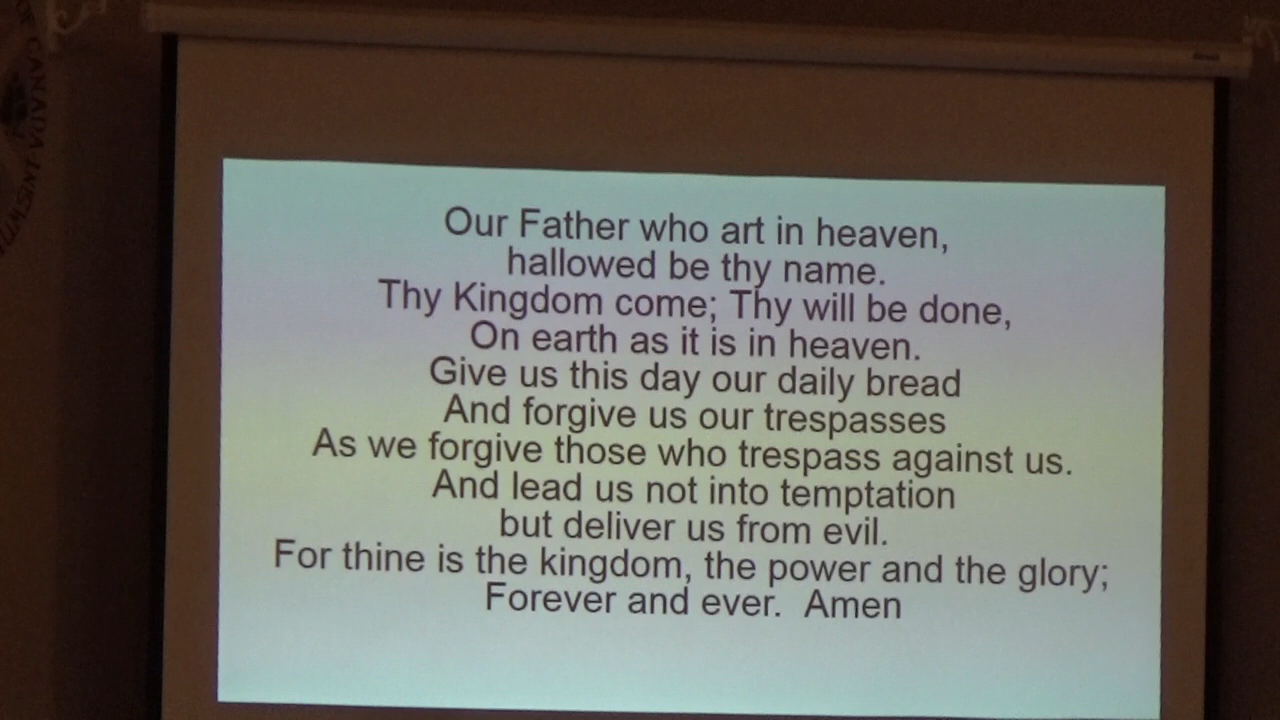 OF CANADA
Our Father who art in heaven,
hallowed be thy name.
Thy Kingdom come; Thy will be done,
On earth as it is in heaven.
Give us this day our daily bread
And forgive us our trespasses
As we forgive those who trespass against us.
And lead us not into temptation
but deliver us from evil.
For thine is the kingdom, the power and the glory;
Forever and ever.  Amen